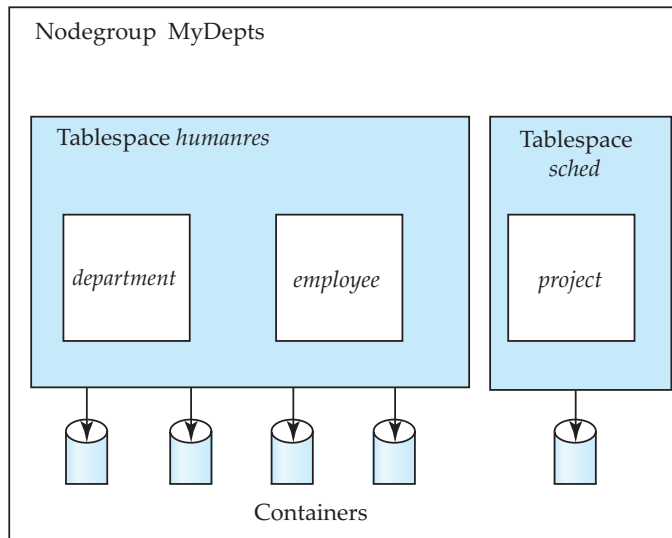 Nodegroup MyDepts
Tablespace humanres
Tablespace
sched
department
employee
project
Containers